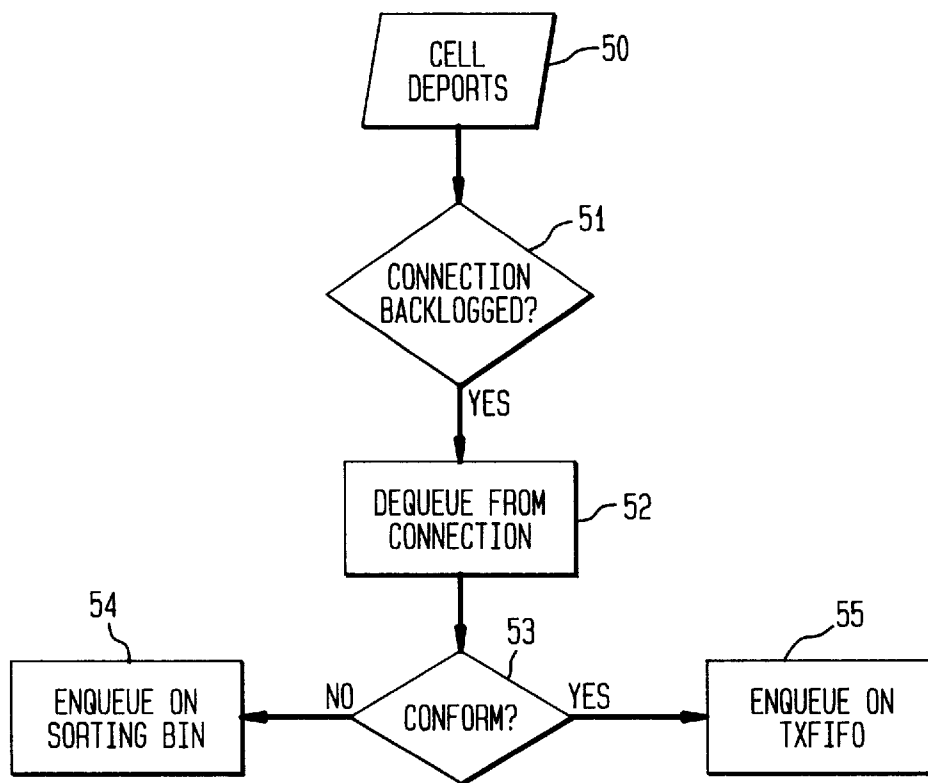 CELL
DEPORTS
50
51
CONNECTION
BACKLOGGED?
YES
DEQUEUE FROM
CONNECTION
52
54
53
55
ENQUEUE ON
SORTING BIN
NO
CONFORM?
YES
ENQUEUE ON
TXFIFO